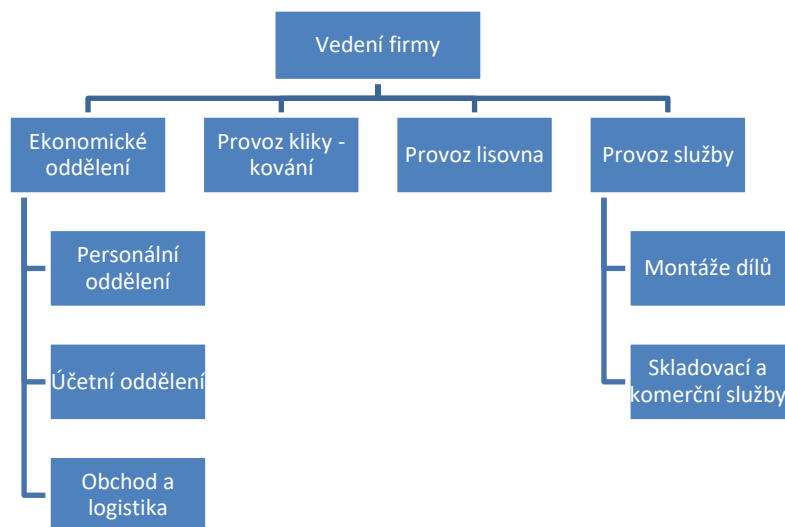 Vedení firmy
Ekonomické
oddělení
Provoz kliky -
kování
Provoz lisovna
Provoz služby
Personální
oddělení
Účetní oddělení
Obchod a
logistika
Montáže dílů
Skladovací a
komerční služby